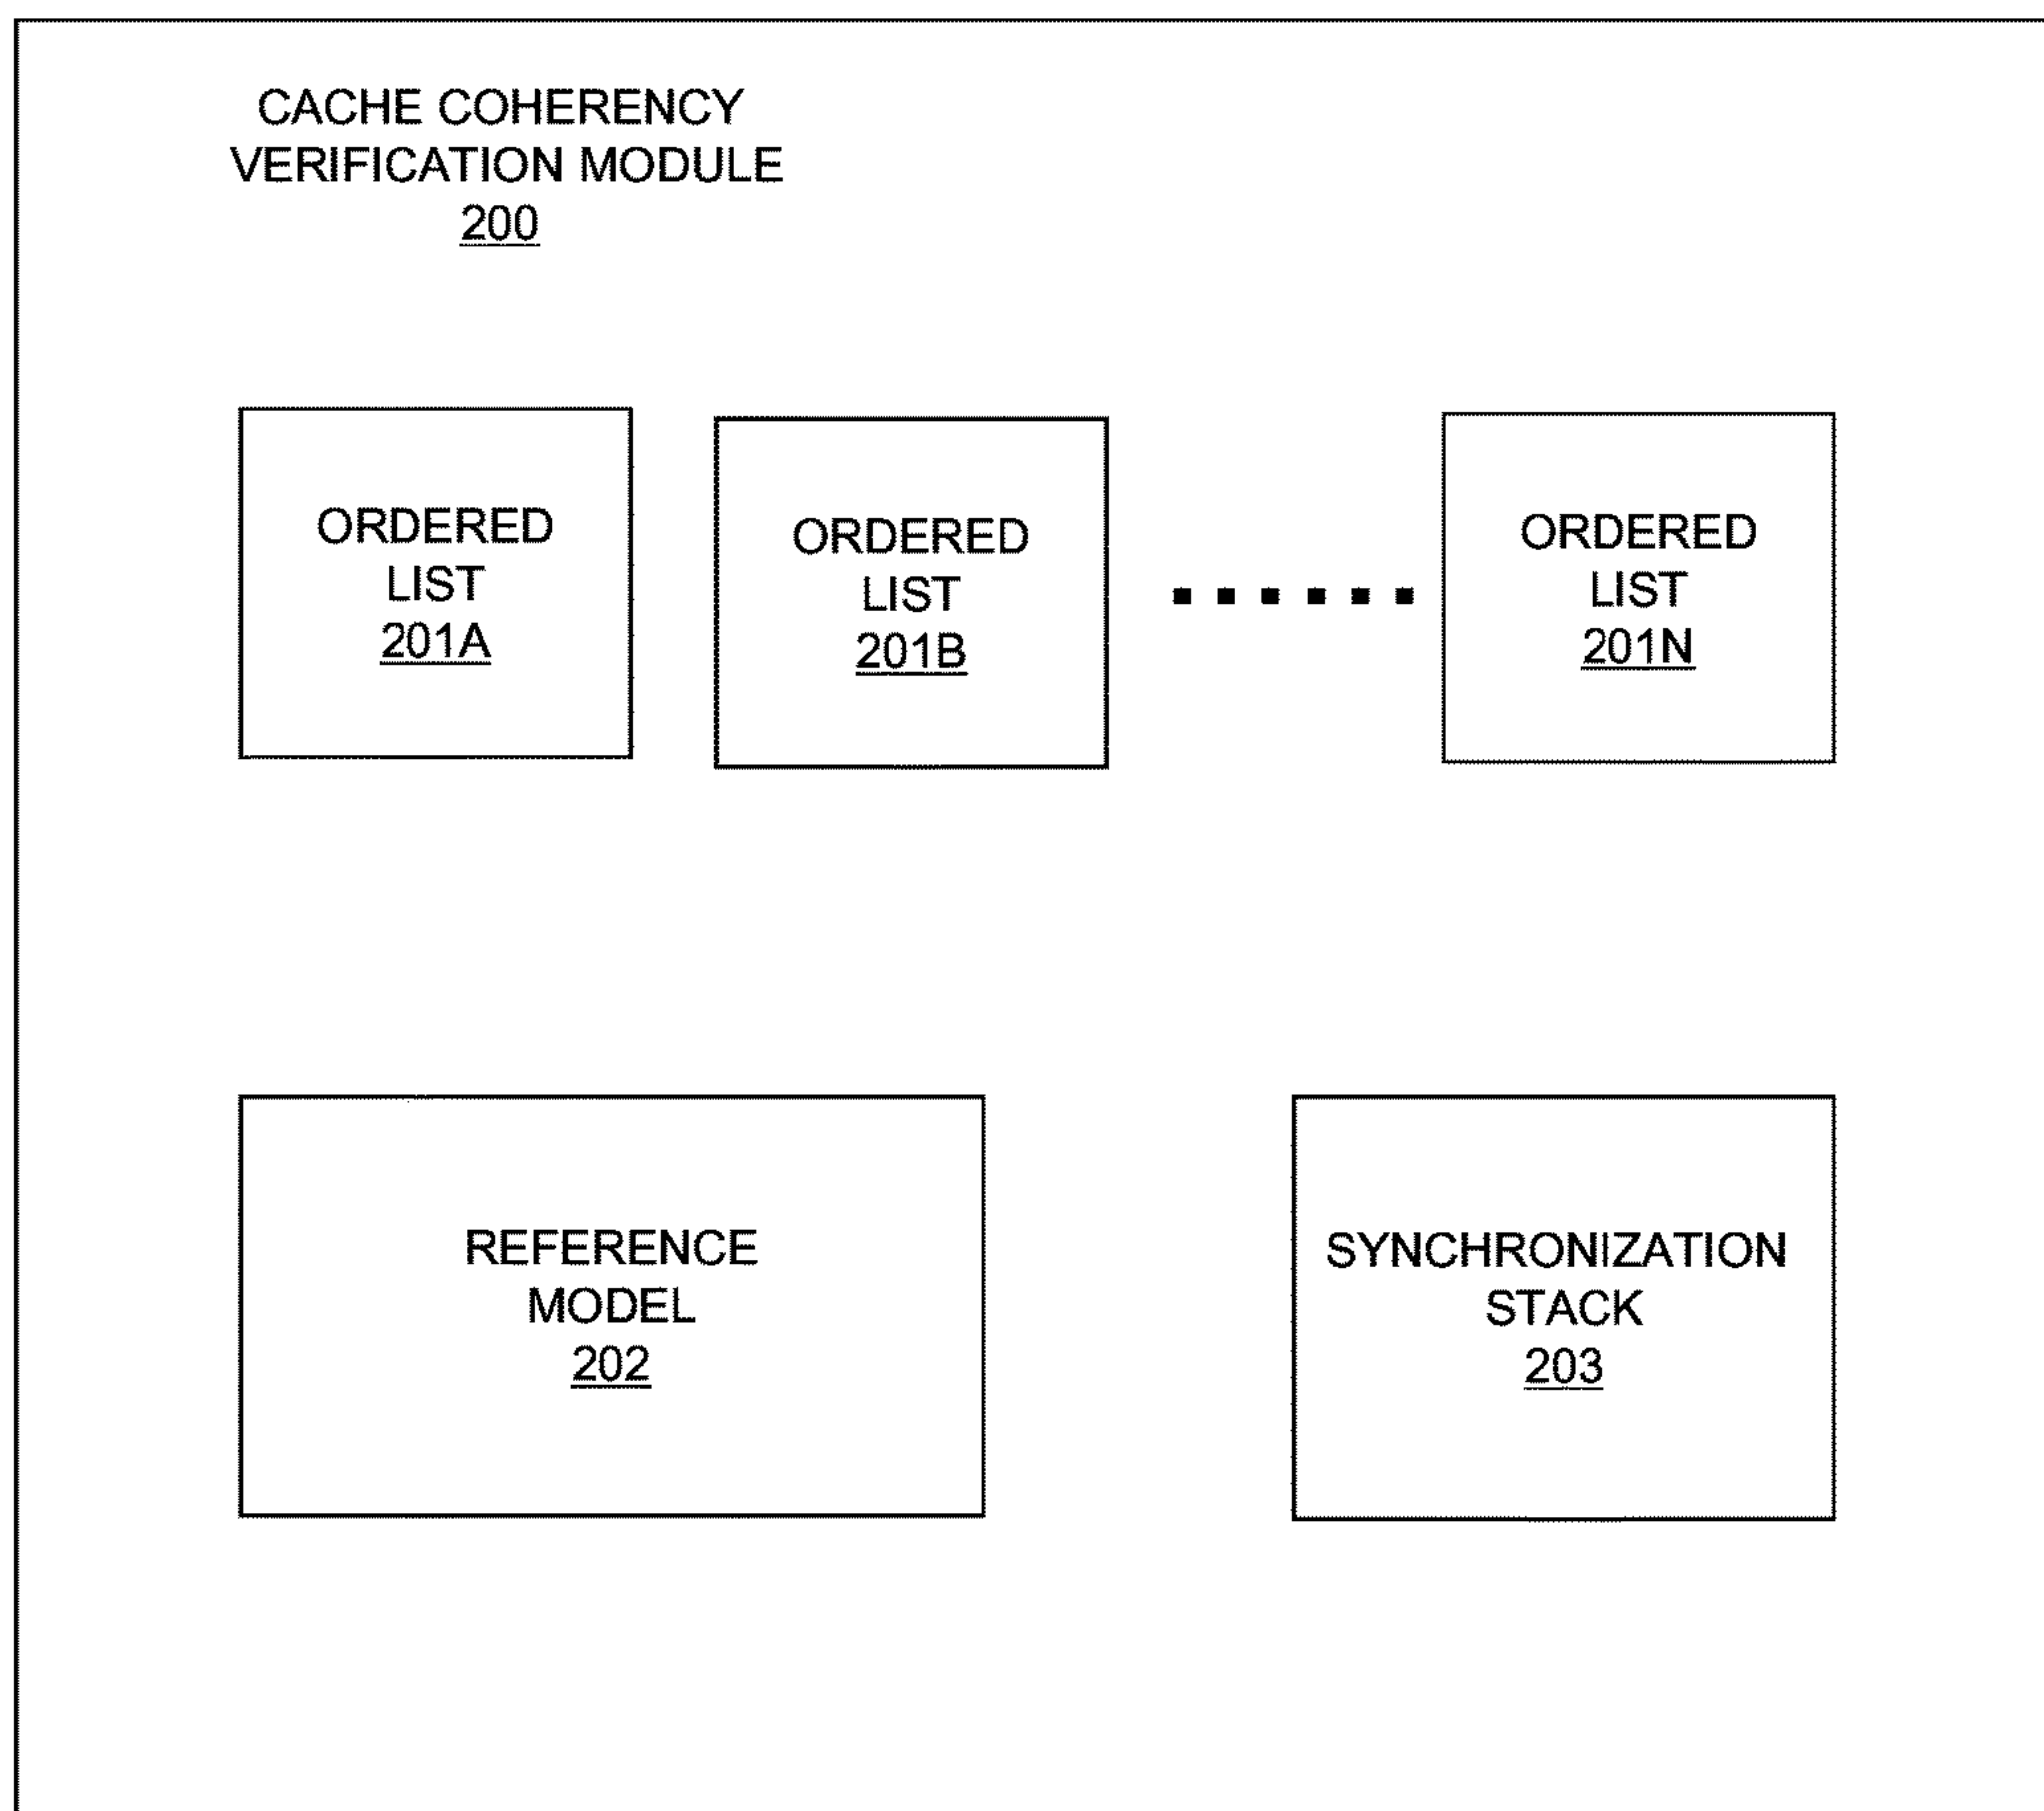 CACHE COHERENCY
VERIFICATION MODULE
200
ORDERED
LIST
201A
ORDERED
LIST
201B
ORDERED
LIST
201N
REFERENCE
MODEL
202
SYNCHRONIZATION
STACK
203